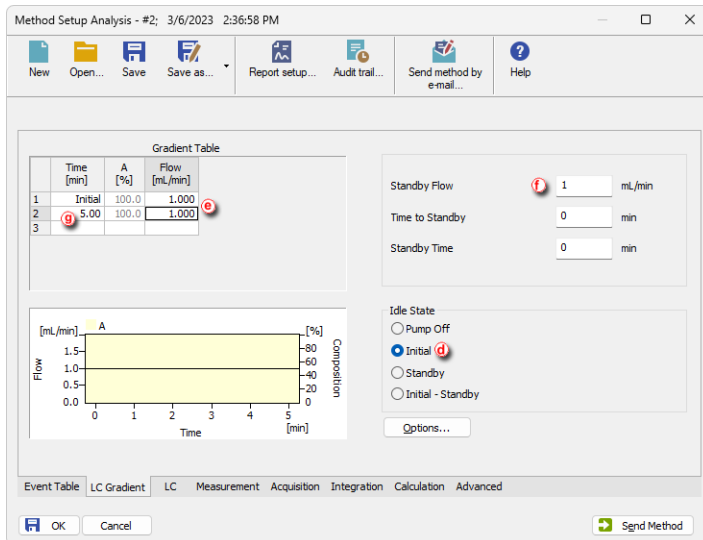 Method Setup Analysis - #2; 3/6/2023 2:36:58 PM
New Open... Save Save as... Report setup... Audit trail... Send method by e-mail... Help
Gradient Table
Time [min] A [%] Flow [mL/min]
1 Initial 100.0 1.000 e
2 g 5.00 100.0 1.000
3
Standby Flow f 1 mL/min
Time to Standby 0 min
Standby Time 0 min
[mL/min] A [%]
1.5
1.0
0.5
0.0
Flow
80
60
40
20
0
Composition
0 1 2 3 4 5
Time [min]
Idle State
Pump Off
Initial d
Standby
Initial - Standby
Options...
Event Table LC Gradient LC Measurement Acquisition Integration Calculation Advanced
OK Cancel Send Method